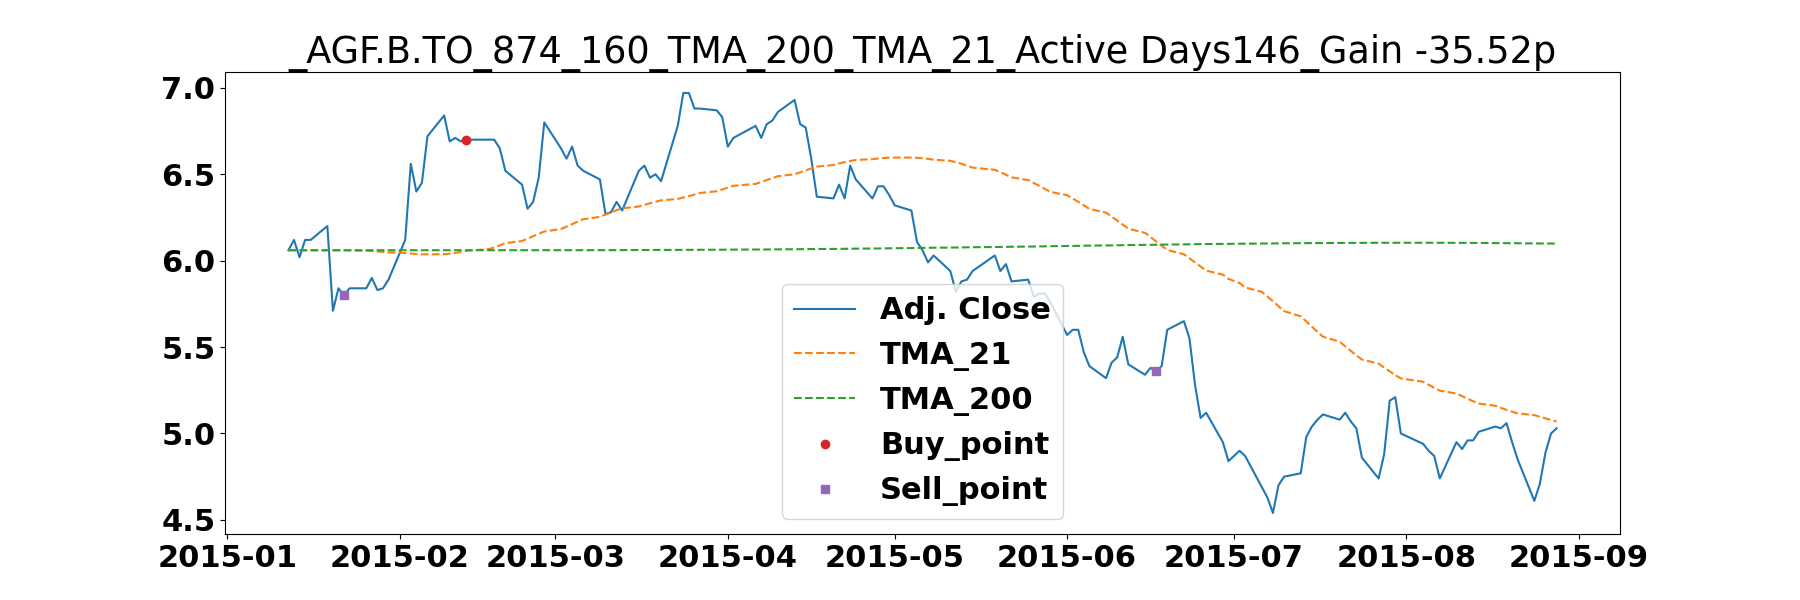 _AGF.B.TO_874_160_TMA_200_TMA_21_Active Days146_Gain -35.52p
7.0
6.5
6.0
5.5
5.0
4.5
Adj. Close
TMA_21
TMA_200
Buy_point
Sell_point
2015-01 2015-02 2015-03 2015-04 2015-05 2015-06 2015-07 2015-08 2015-09